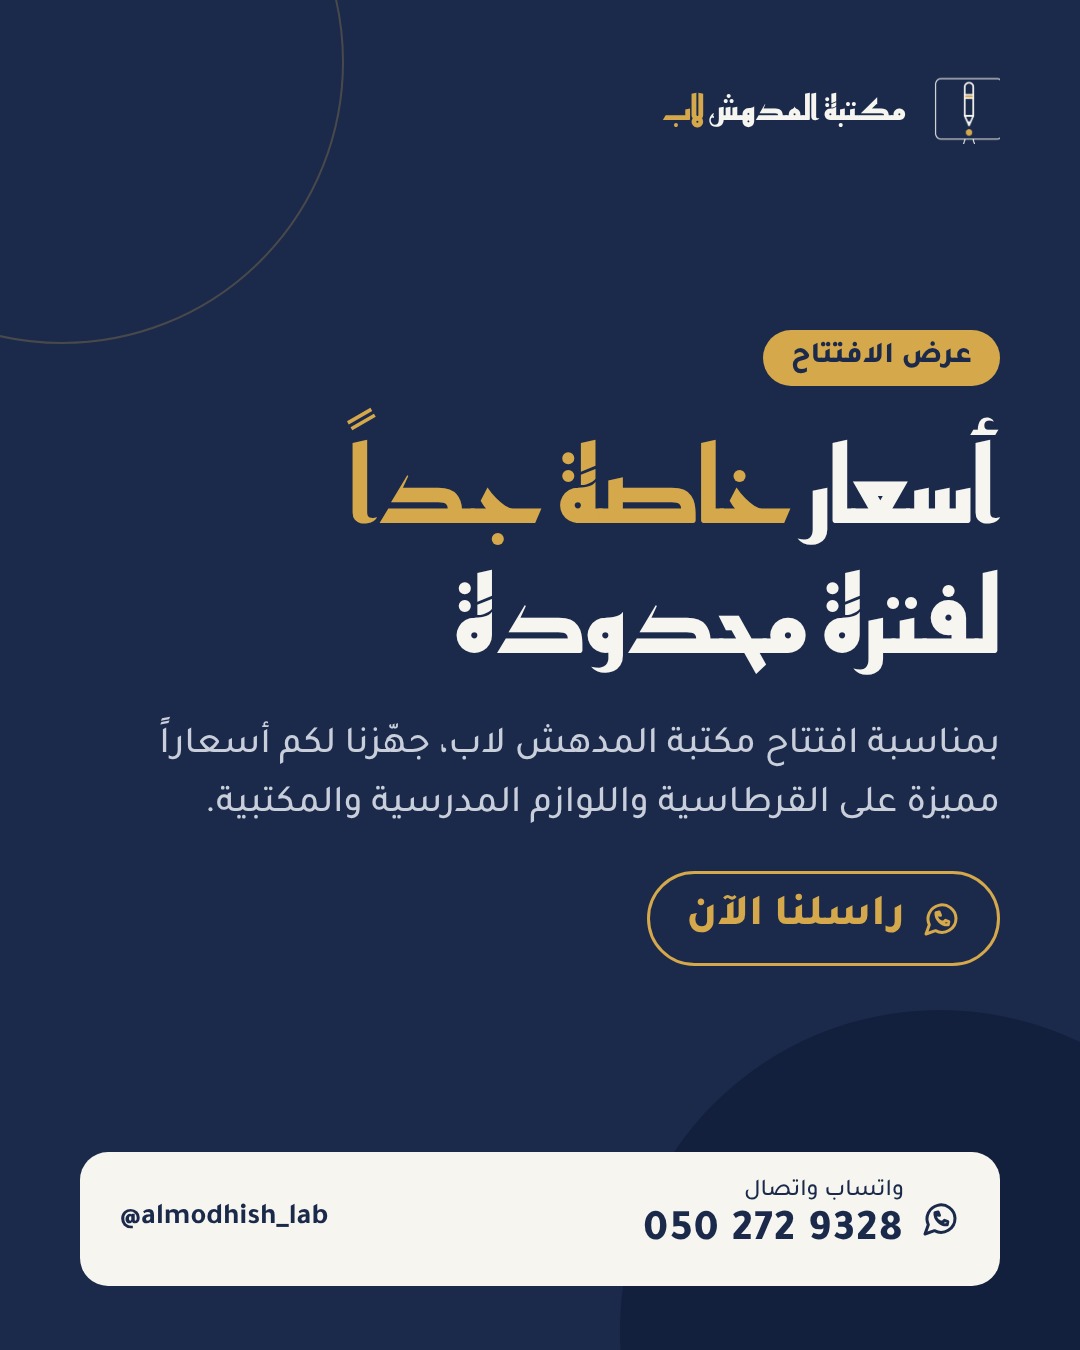 مكتبة المدهش لاب
عرض الافتتاح
أسعار خاصة جداً
لفترة محدودة
بمناسبة افتتاح مكتبة المدهش لاب، جهّزنا لكم أسعاراً
مميزة على القرطاسية واللوازم المدرسية والمكتبية.
راسلنا الآن
واتساب واتصال
050 272 9328
@almodhish_lab